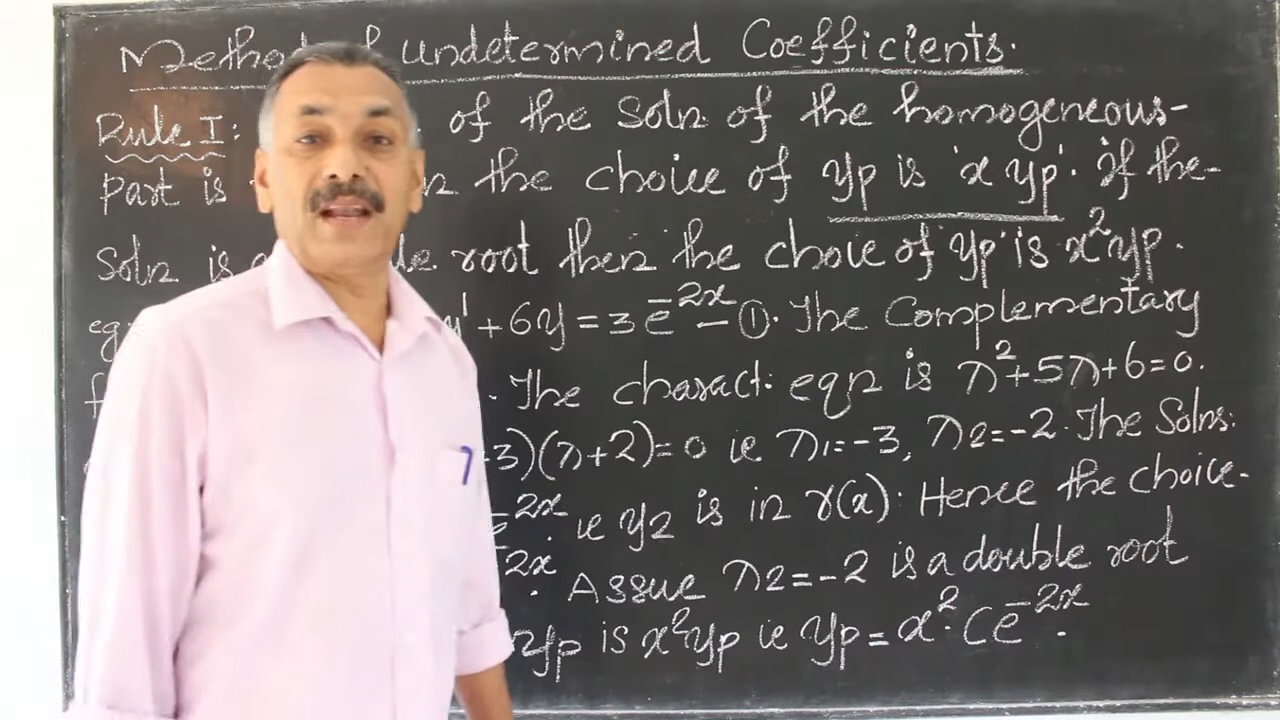 Method of undetermined Coefficients.
Rule I: of the Soln of the homogeneous-
part is the choice of yp is 'x yp'. if the-
Soln is root then the choice of yp is x²yp.
eg: y' + 6y = 3e⁻²ˣ — ①. The Complementary
The charact: eqn is λ²+5λ+6=0.
+3)(λ+2)=0 ie λ1=-3, λ2=-2. The Solns:
e⁻²ˣ ie y2 is in r(x). Hence the choice-
⁻²ˣ. Assue λ2=-2 is a double root
yp is x²yp ie yp = x². Ce⁻²ˣ.